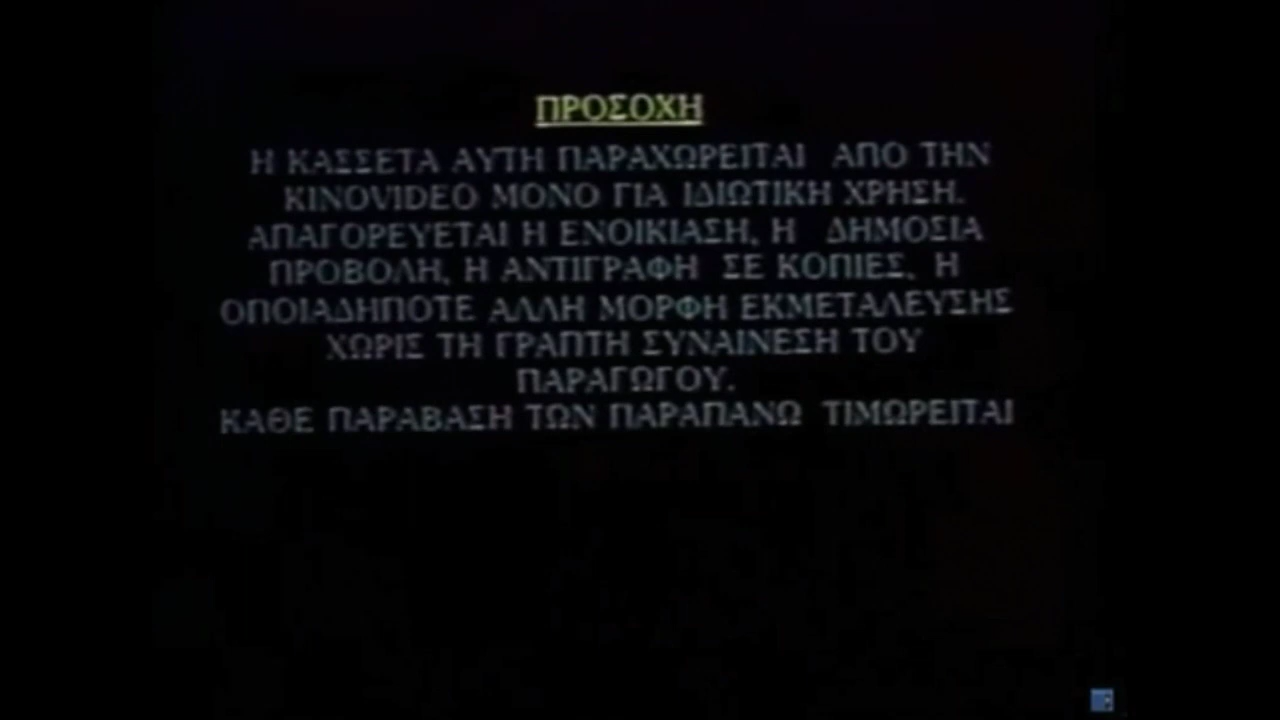 ΠΡΟΣΟΧΗ
Η ΚΑΣΣΕΤΑ ΑΥΤΗ ΠΑΡΑΧΩΡΕΙΤΑΙ ΑΠΟ ΤΗΝ
KINOVIDEO ΜΟΝΟ ΓΙΑ ΙΔΙΩΤΙΚΗ ΧΡΗΣΗ.
ΑΠΑΓΟΡΕΥΕΤΑΙ Η ΕΝΟΙΚΙΑΣΗ, Η ΔΗΜΟΣΙΑ
ΠΡΟΒΟΛΗ, Η ΑΝΤΙΓΡΑΦΗ ΣΕ ΚΟΠΙΕΣ, Η
ΟΠΟΙΑΔΗΠΟΤΕ ΑΛΛΗ ΜΟΡΦΗ ΕΚΜΕΤΑΛΕΥΣΗΣ
ΧΩΡΙΣ ΤΗ ΓΡΑΠΤΗ ΣΥΝΑΙΝΕΣΗ ΤΟΥ
ΠΑΡΑΓΩΓΟΥ.
ΚΑΘΕ ΠΑΡΑΒΑΣΗ ΤΩΝ ΠΑΡΑΠΑΝΩ ΤΙΜΩΡΕΙΤΑΙ